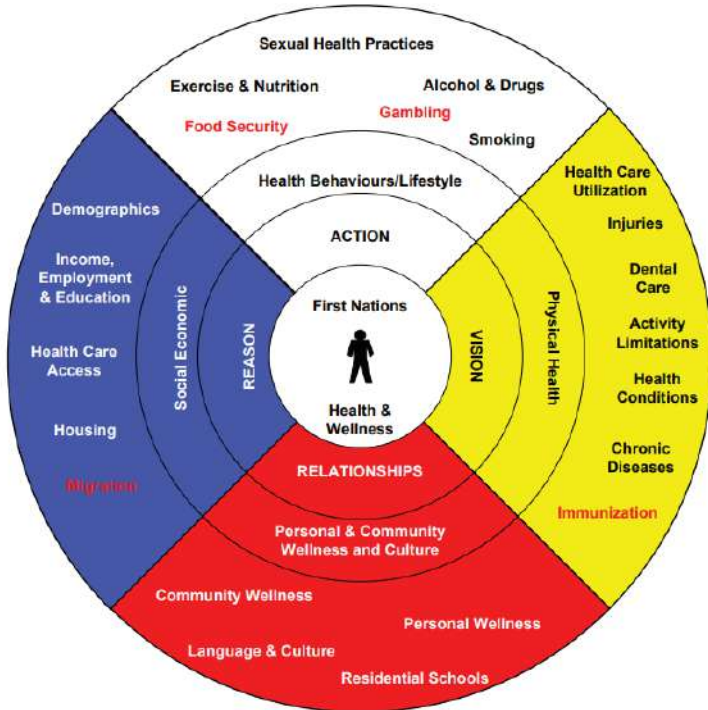 Sexual Health Practices
Exercise & Nutrition
Alcohol & Drugs
Food Security
Gambling
Smoking
Health Behaviours/Lifestyle
ACTION
Demographics
Income,
Employment
& Education
Health Care
Access
Housing
Migration
Social Economic
REASON
First Nations
Health &
Wellness
VISION
Physical Health
Health Care
Utilization
Injuries
Dental
Care
Activity
Limitations
Health
Conditions
Chronic
Diseases
Immunization
RELATIONSHIPS
Personal & Community
Wellness and Culture
Community Wellness
Personal Wellness
Language & Culture
Residential Schools